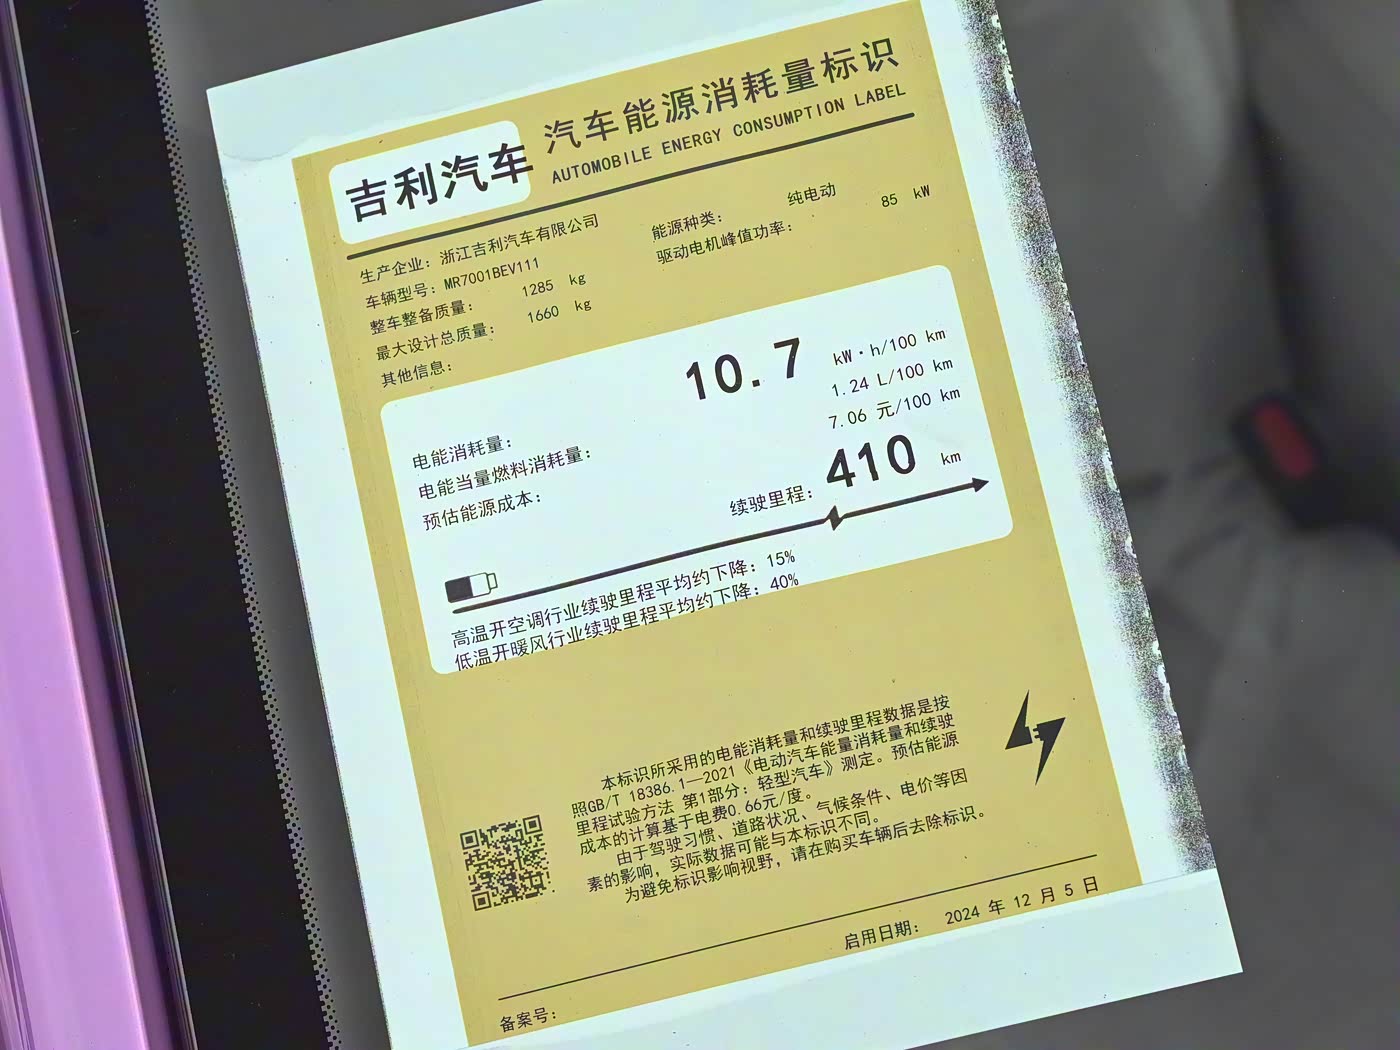 吉利汽车
汽车能源消耗量标识
AUTOMOBILE ENERGY CONSUMPTION LABEL
生产企业：浙江吉利汽车有限公司
能源种类： 纯电动
车辆型号：MR7001BEV111
驱动电机峰值功率： 85 kW
整车整备质量： 1285 kg
最大设计总质量： 1660 kg
其他信息：
电能消耗量： 10.7 kW·h/100 km
电能当量燃料消耗量： 1.24 L/100 km
预估能源成本： 7.06 元/100 km
续驶里程：410 km
高温开空调行业续驶里程平均约下降：15%
低温开暖风行业续驶里程平均约下降：40%
本标识所采用的电能消耗量和续驶里程数据是按
照GB/T 18386.1—2021《电动汽车能量消耗量和续驶
里程试验方法 第1部分：轻型汽车》测定。预估能源
成本的计算基于电费0.66元/度。
由于驾驶习惯、道路状况、气候条件、电价等因
素的影响，实际数据可能与本标识不同。
为避免标识影响视野，请在购买车辆后去除标识。
启用日期： 2024 年 12 月 5 日
备案号：